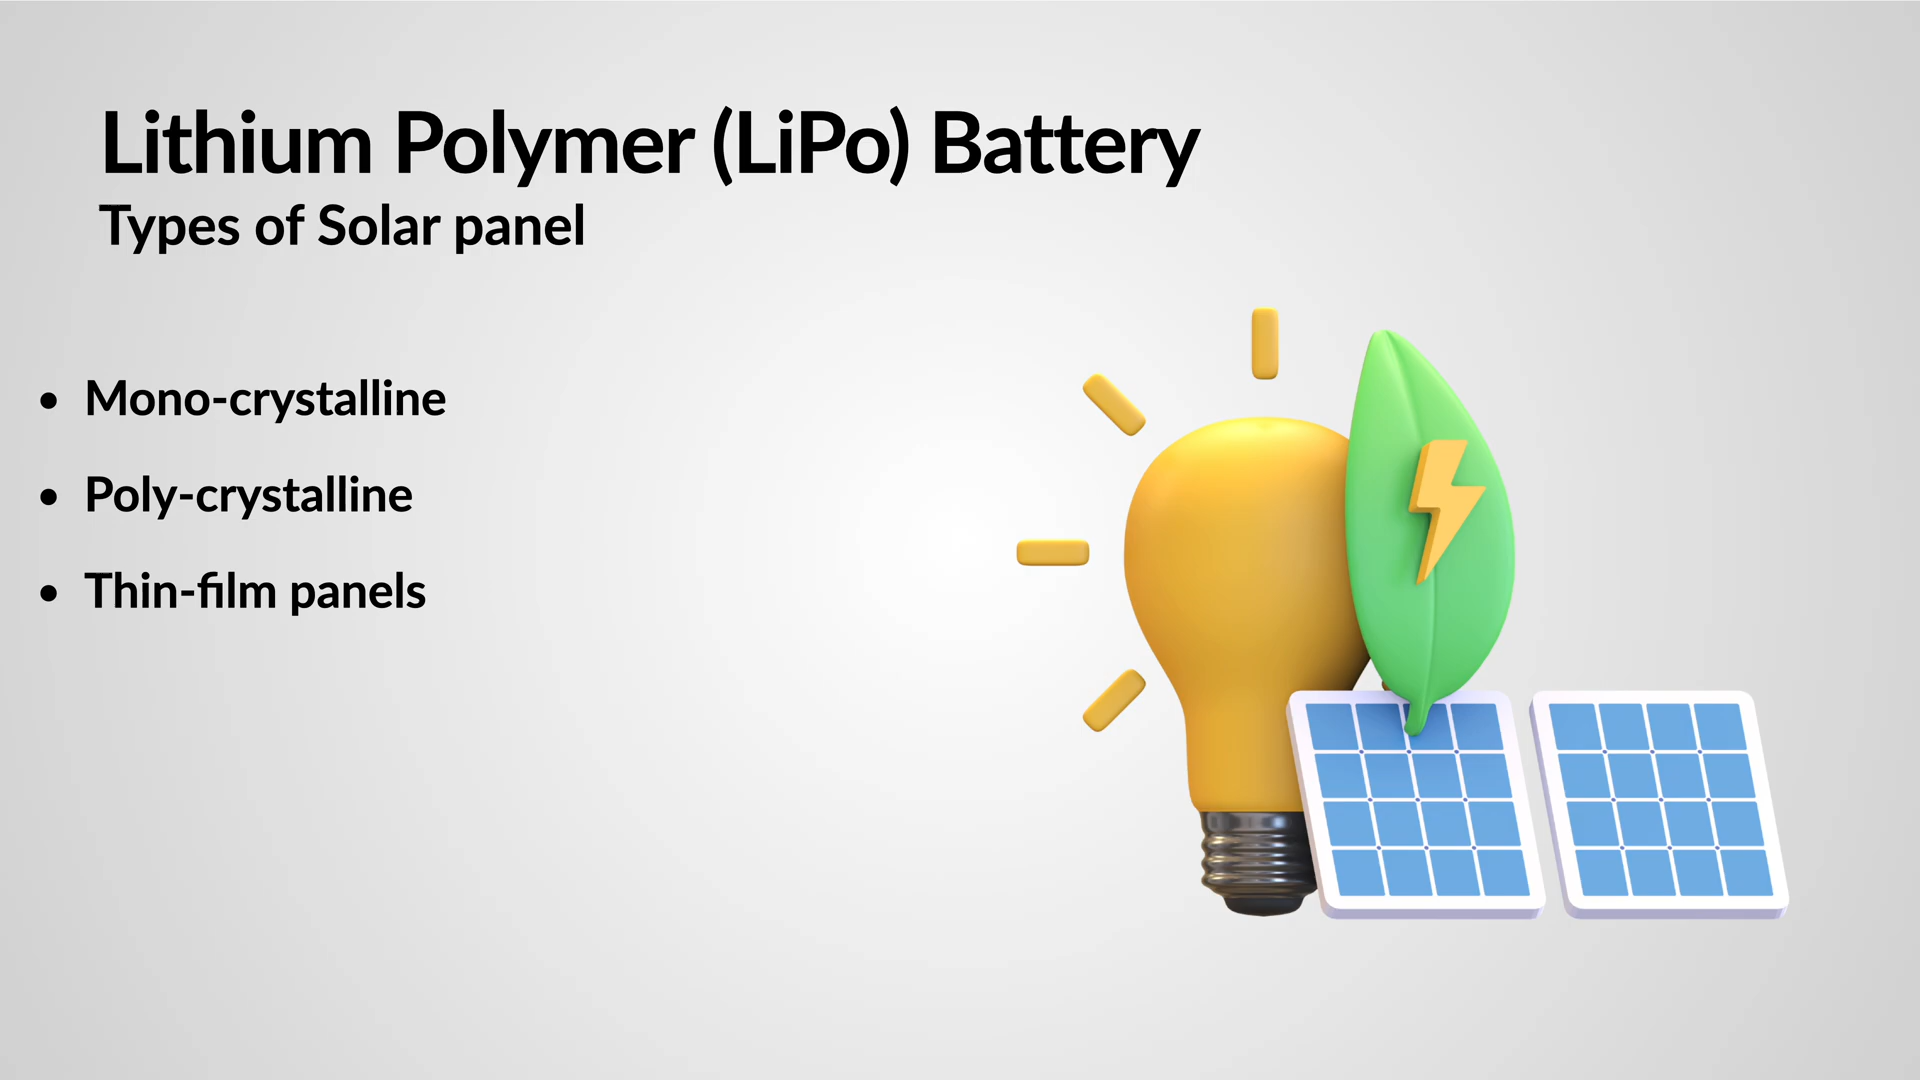 Lithium Polymer (LiPo) Battery
Types of Solar panel
• Mono-crystalline
• Poly-crystalline
• Thin-film panels